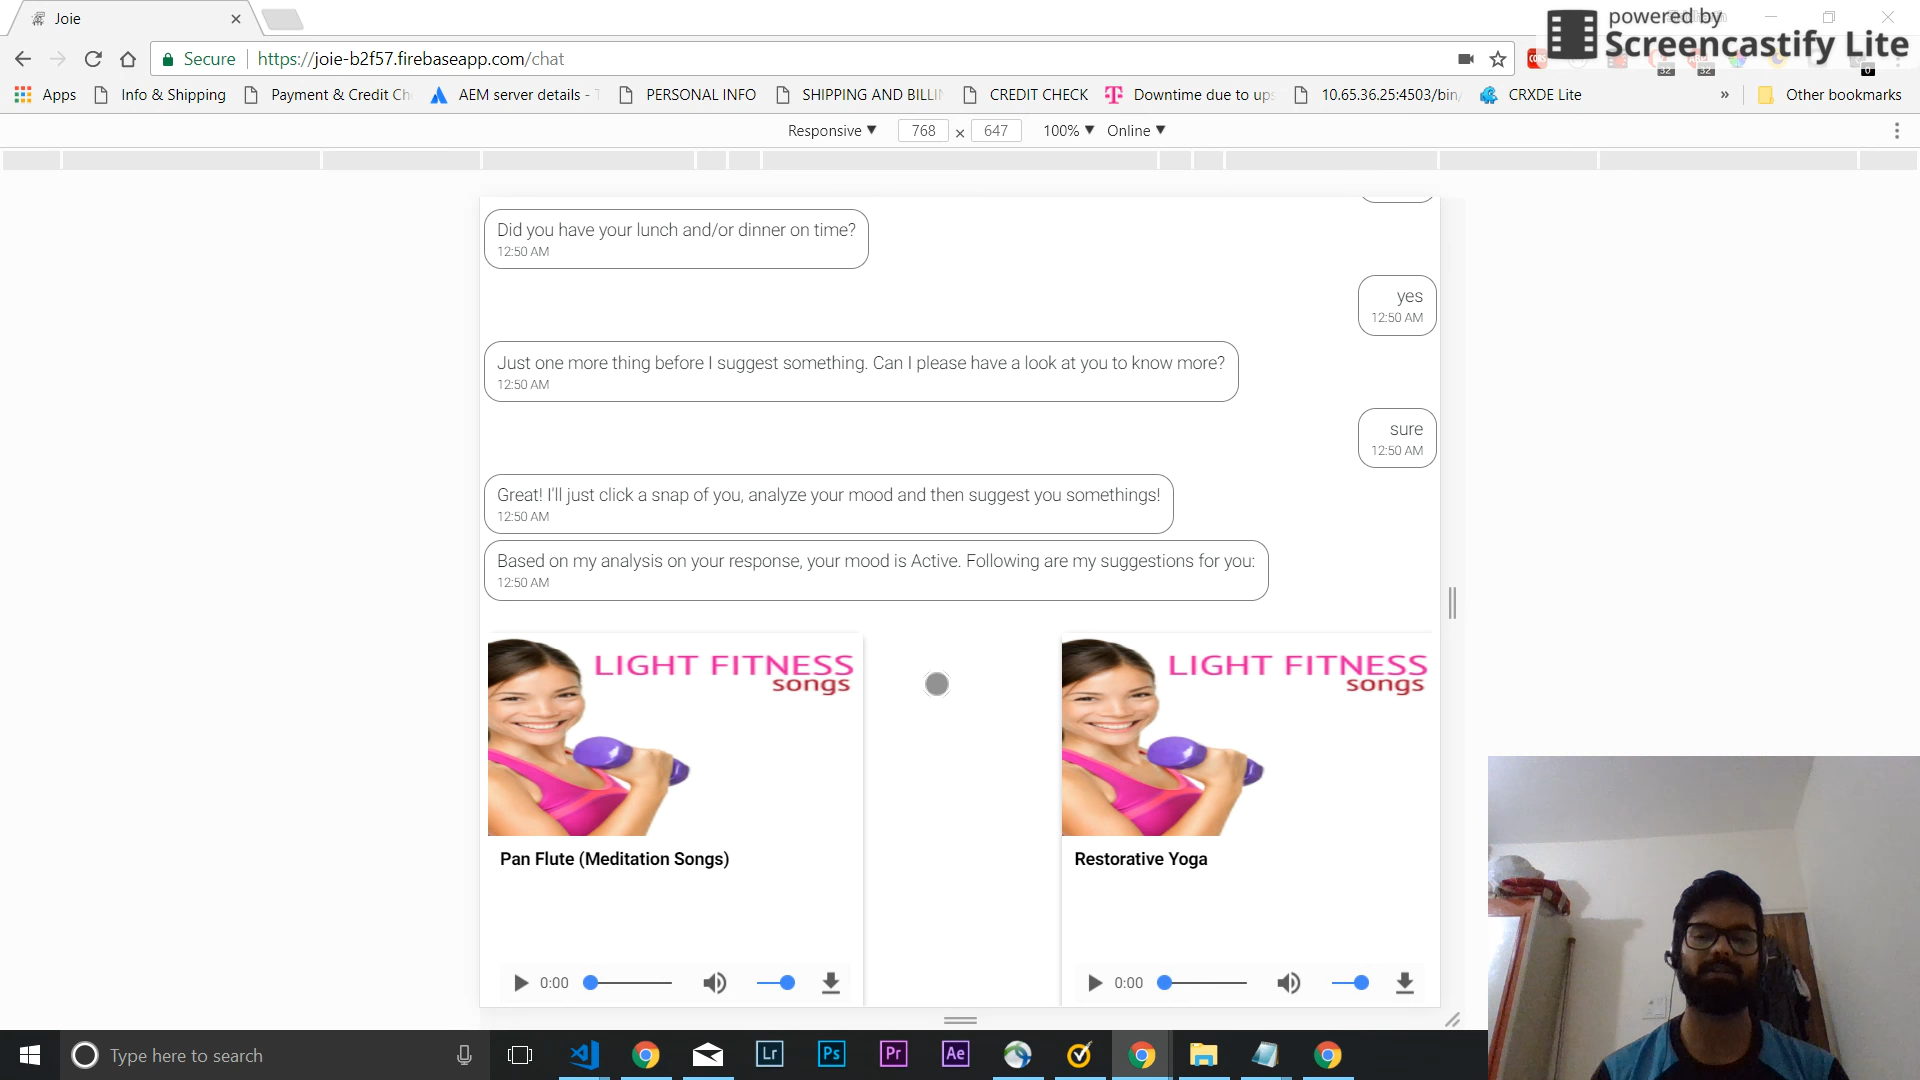 Joie
powered by
Screencastify Lite
Secure
https://joie-b2f57.firebaseapp.com/chat
Apps
Info & Shipping
Payment & Credit Ch
AEM server details -
PERSONAL INFO
SHIPPING AND BILLIN
CREDIT CHECK
Downtime due to ups
10.65.36.25:4503/bin/
CRXDE Lite
»
Other bookmarks
Responsive
768 x 647
100%
Online
Did you have your lunch and/or dinner on time?
12:50 AM
yes
12:50 AM
Just one more thing before I suggest something. Can I please have a look at you to know more?
12:50 AM
sure
12:50 AM
Great! I'll just click a snap of you, analyze your mood and then suggest you somethings!
12:50 AM
Based on my analysis on your response, your mood is Active. Following are my suggestions for you:
12:50 AM
LIGHT FITNESS
songs
LIGHT FITNESS
songs
Pan Flute (Meditation Songs)
Restorative Yoga
0:00
0:00
Type here to search
Lr
Ps
Pr
Ae